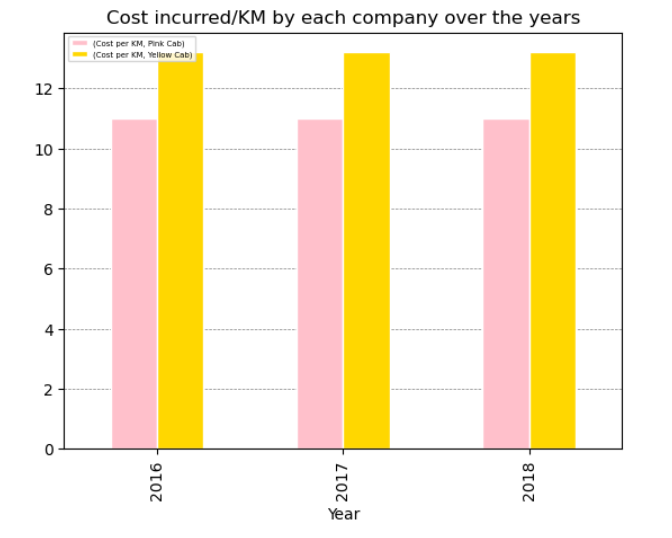 Cost incurred/KM by each company over the years
(Cost per KM, Pink Cab)
(Cost per KM, Yellow Cab)
12
10
8
6
4
2
0
2016
2017
2018
Year